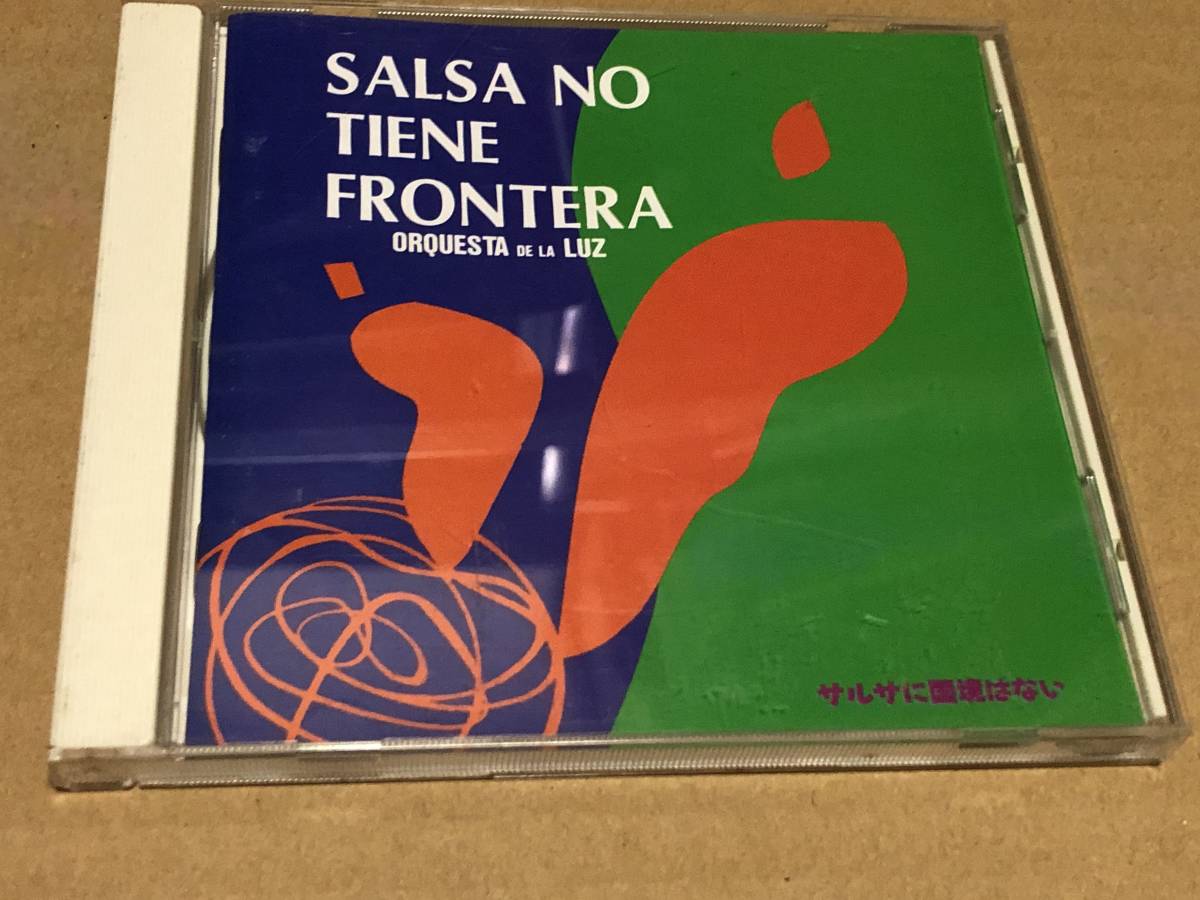 SALSA NO
TIENE
FRONTERA
ORQUESTA DE LA LUZ
サルサに国境はない